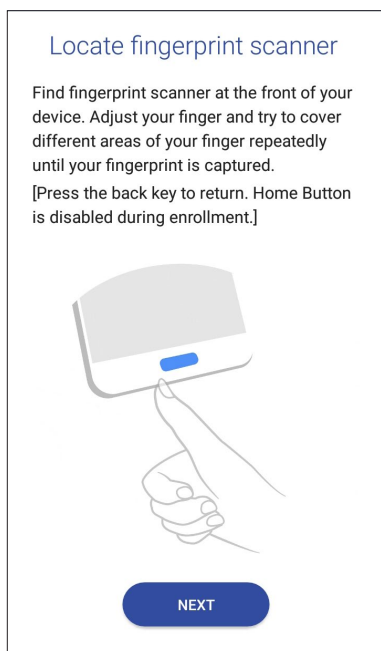 Locate fingerprint scanner
Find fingerprint scanner at the front of your
device. Adjust your finger and try to cover
different areas of your finger repeatedly
until your fingerprint is captured.
[Press the back key to return. Home Button
is disabled during enrollment.]
NEXT